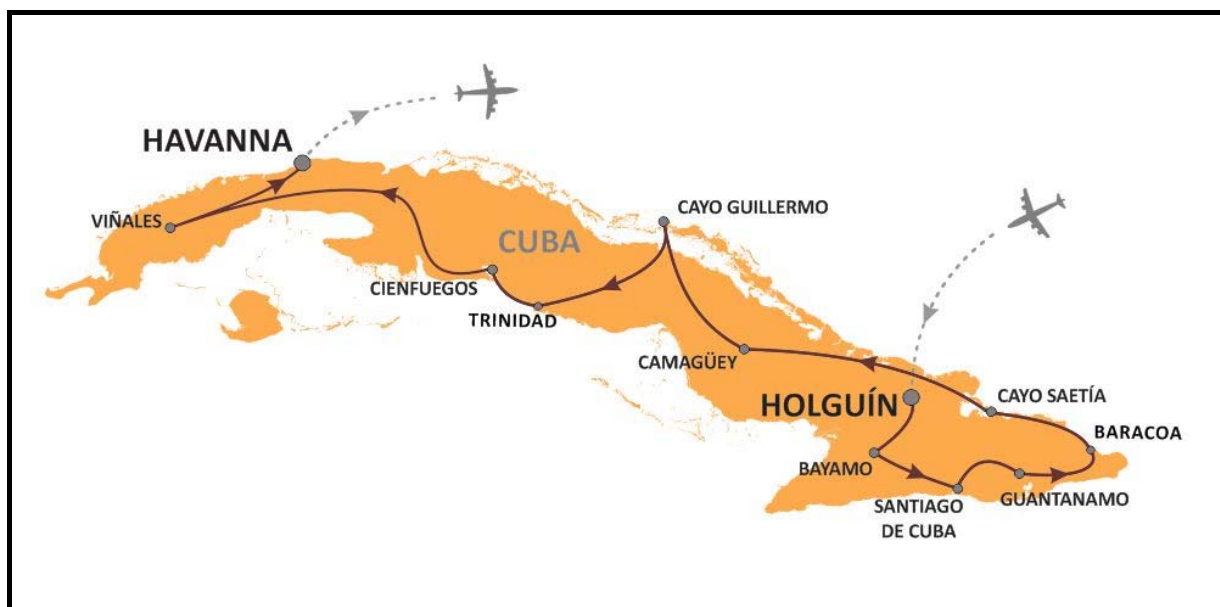 HAVANNA
VIÑALES
CAYO GUILLERMO
CUBA
CIENFUEGOS
TRINIDAD
CAMAGÜEY
HOLGUÍN
CAYO SAETÍA
BARACOA
BAYAMO
GUANTANAMO
SANTIAGO
DE CUBA